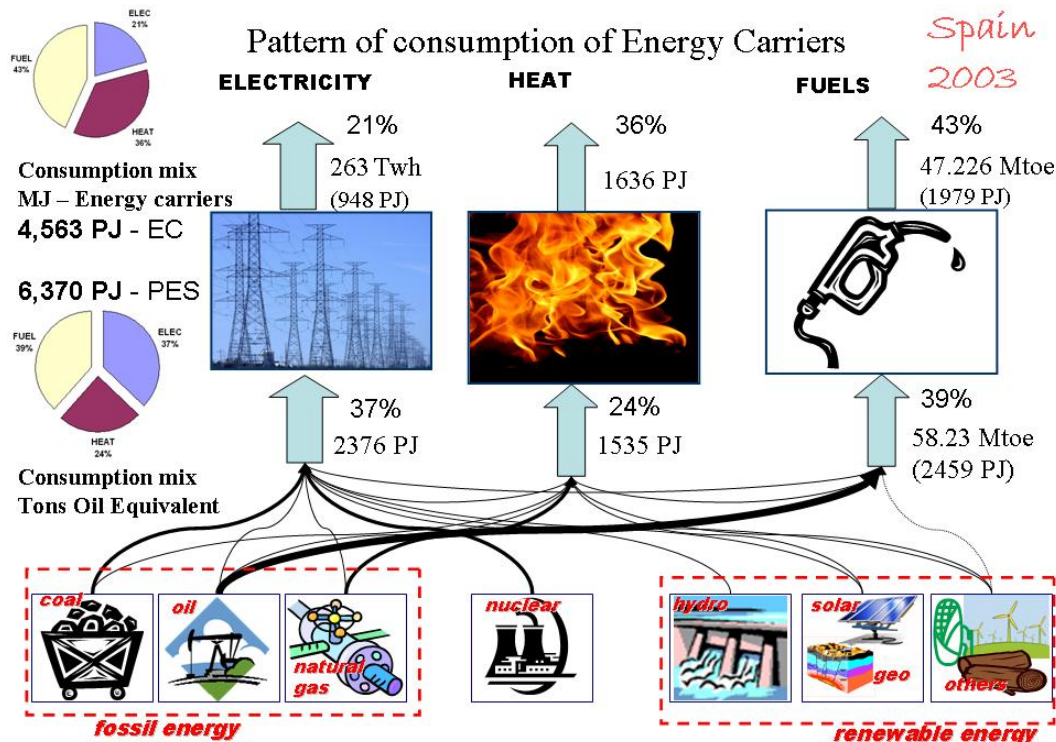 Pattern of consumption of Energy Carriers
Spain
2003
ELEC
21%
FUEL
43%
HEAT
36%
Consumption mix
MJ – Energy carriers
4,563 PJ - EC
6,370 PJ - PES
FUEL
39%
ELEC
37%
HEAT
24%
Consumption mix
Tons Oil Equivalent
ELECTRICITY
21%
263 Twh
(948 PJ)
37%
2376 PJ
HEAT
36%
1636 PJ
24%
1535 PJ
FUELS
43%
47.226 Mtoe
(1979 PJ)
39%
58.23 Mtoe
(2459 PJ)
coal
oil
natural
gas
nuclear
hydro
solar
geo
others
fossil energy
renewable energy